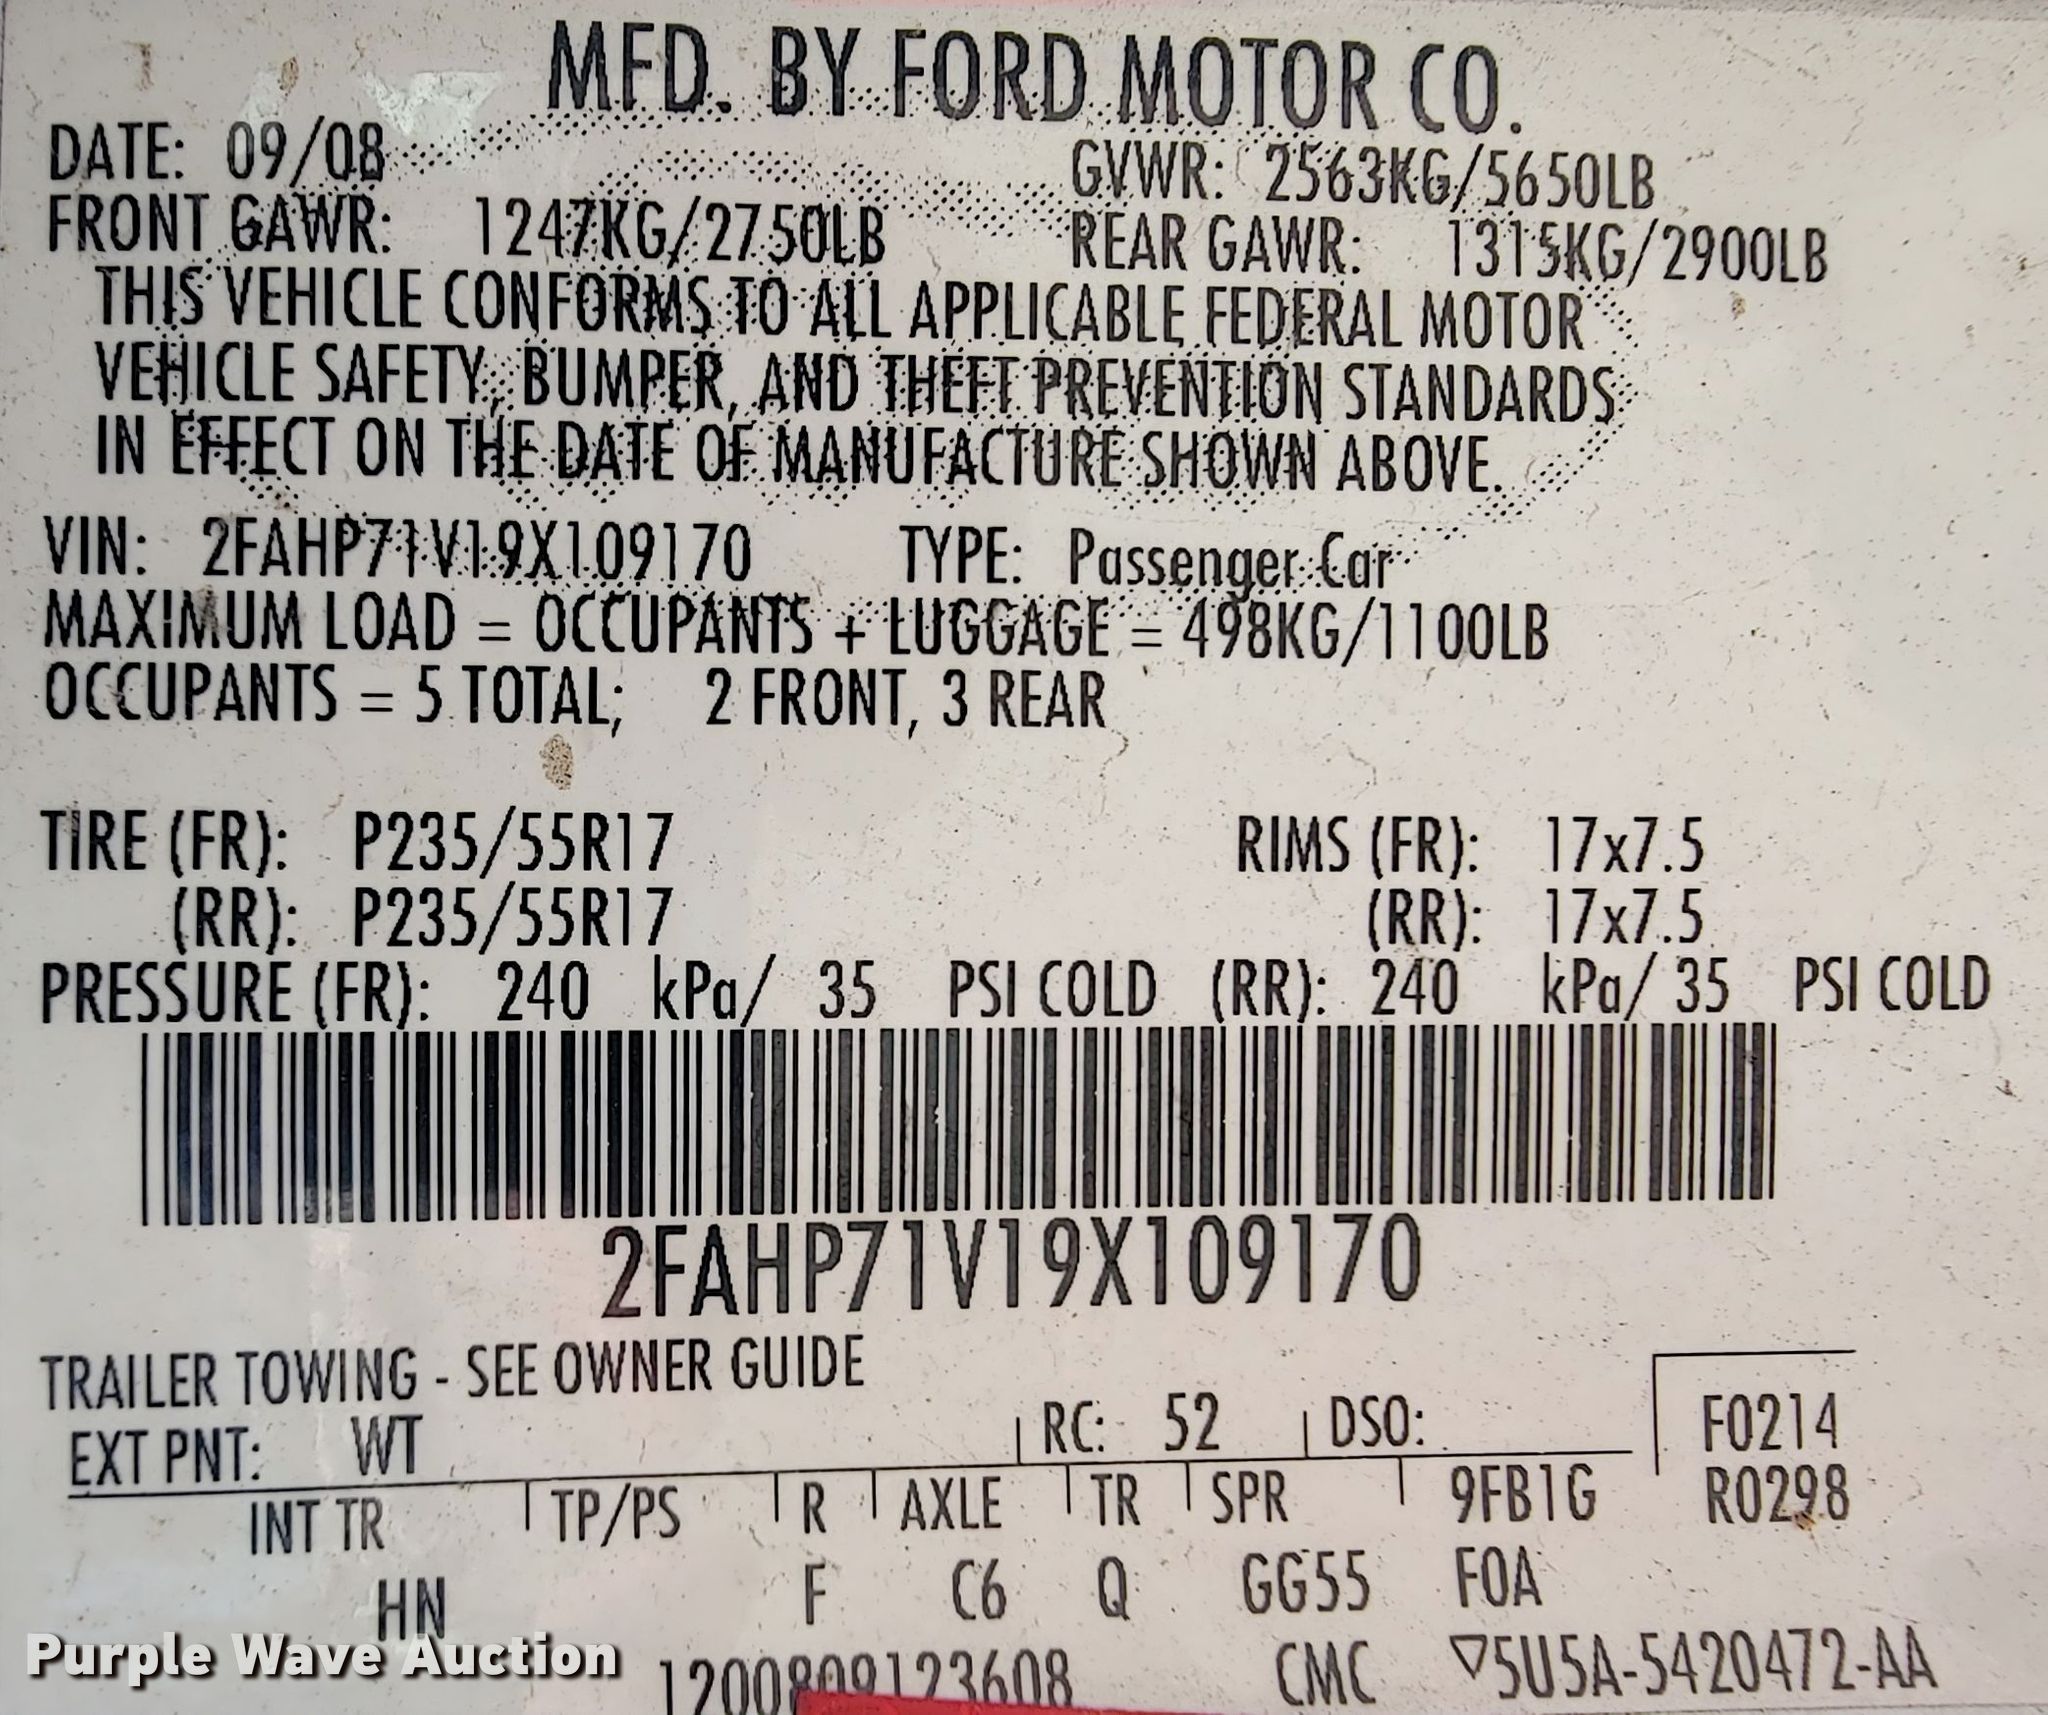 MFD. BY FORD MOTOR CO.
DATE: 09/08 GVWR: 2563KG/5650LB
FRONT GAWR: 1247KG/2750LB REAR GAWR: 1315KG/2900LB
THIS VEHICLE CONFORMS TO ALL APPLICABLE FEDERAL MOTOR
VEHICLE SAFETY, BUMPER, AND THEFT PREVENTION STANDARDS
IN EFFECT ON THE DATE OF MANUFACTURE SHOWN ABOVE.
VIN: 2FAHP71V19X109170 TYPE: Passenger Car
MAXIMUM LOAD = OCCUPANTS + LUGGAGE = 498KG/1100LB
OCCUPANTS = 5 TOTAL; 2 FRONT, 3 REAR
TIRE (FR): P235/55R17 RIMS (FR): 17x7.5
(RR): P235/55R17 (RR): 17x7.5
PRESSURE (FR): 240 kPa/ 35 PSI COLD (RR): 240 kPa/ 35 PSI COLD
2FAHP71V19X109170
TRAILER TOWING - SEE OWNER GUIDE
EXT PNT: WT RC: 52 DSO: F0214
INT TR TP/PS R AXLE TR SPR 9FB1G R0298
HN F C6 Q GG55 F0A
1200809123608 CMC ▽5U5A-5420472-AA
Purple Wave Auction